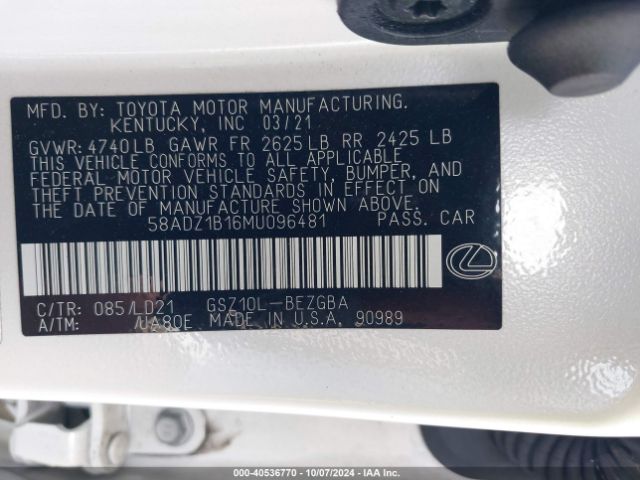 MFD. BY: TOYOTA MOTOR MANUFACTURING.
KENTUCKY, INC 03/21
GVWR: 4740LB GAWR FR 2625LB RR 2425 LB
THIS VEHICLE CONFORMS TO ALL APPLICABLE
FEDERAL MOTOR VEHICLE SAFETY, BUMPER, AND
THEFT PREVENTION STANDARDS IN EFFECT ON
THE DATE OF MANUFACTURE SHOWN ABOVE.
58ADZ1B16MU096481 PASS. CAR
C/TR: 085/LD21 GSZ10L-BEZGBA
A/TM: /UA80E MADE IN U.S.A. 90989
000-40536770 - 10/07/2024 - IAA Inc.